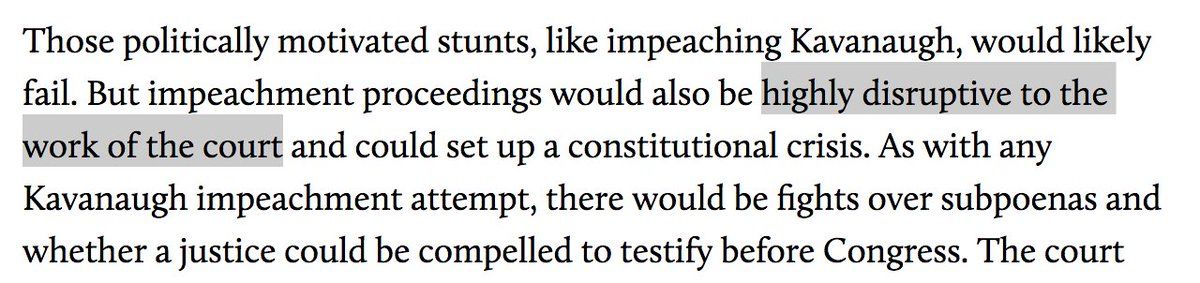 Those politically motivated stunts, like impeaching Kavanaugh, would likely
fail. But impeachment proceedings would also be highly disruptive to the
work of the court and could set up a constitutional crisis. As with any
Kavanaugh impeachment attempt, there would be fights over subpoenas and
whether a justice could be compelled to testify before Congress. The court